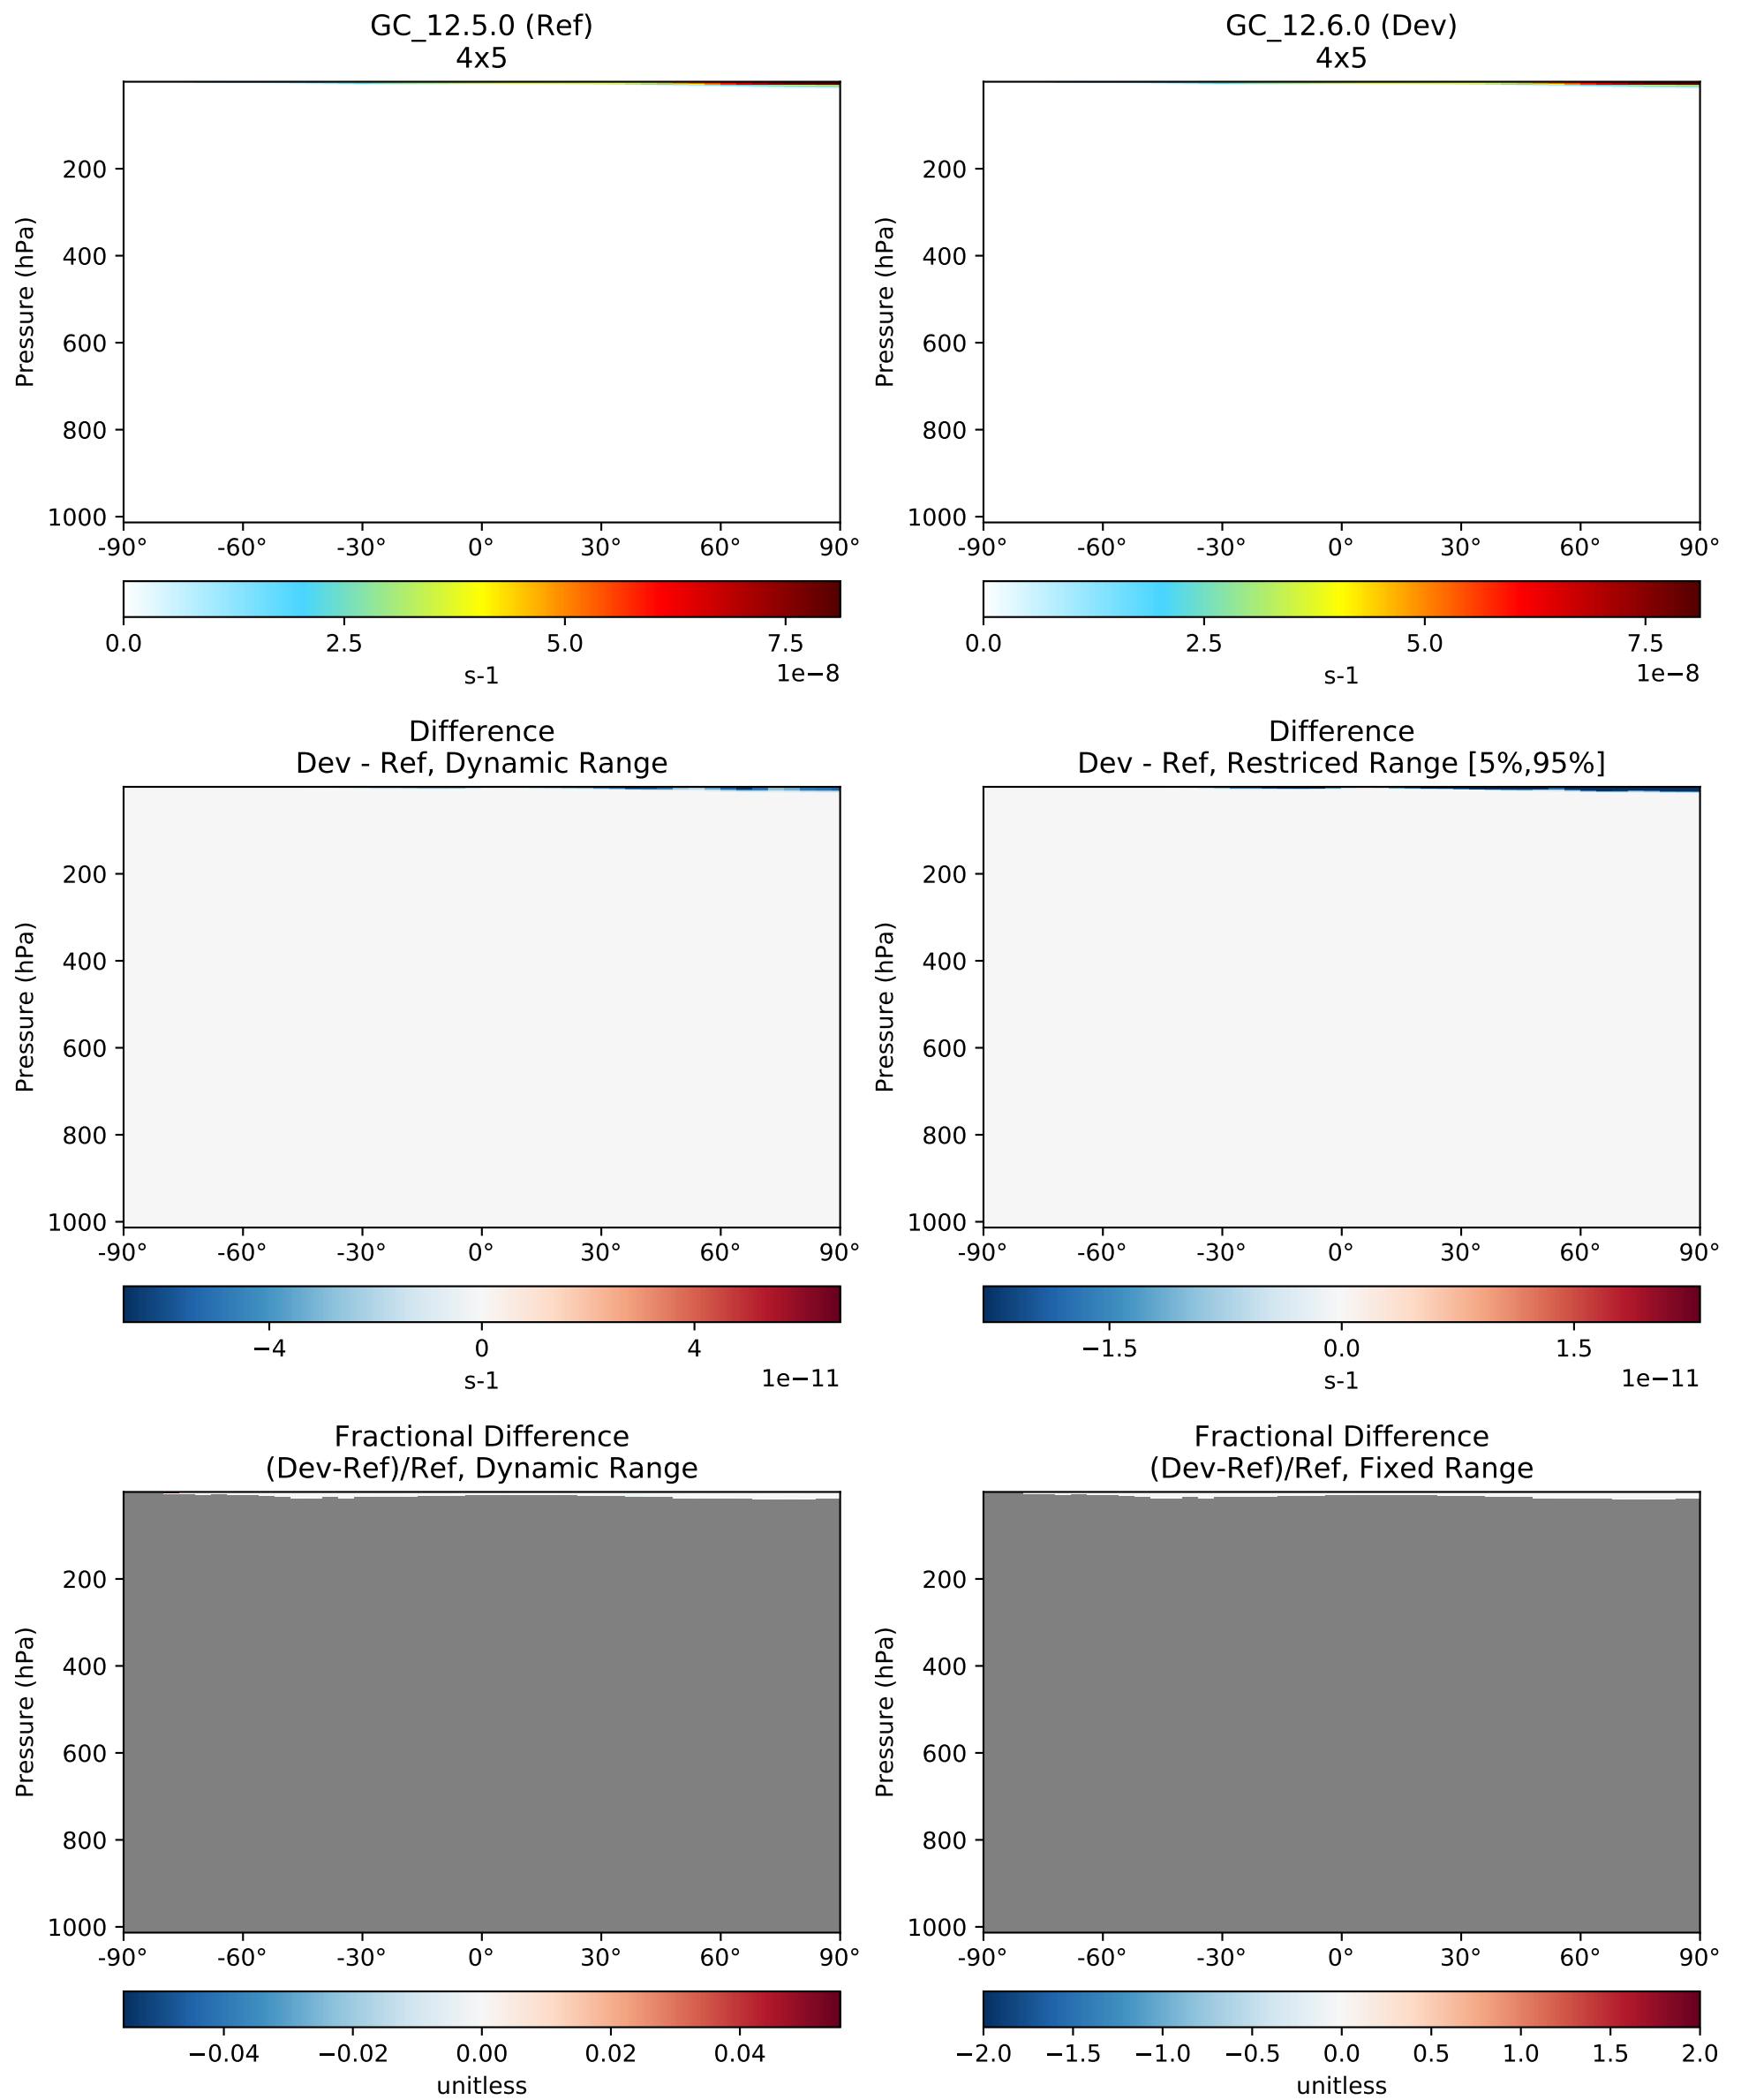 GC_12.5.0 (Ref)
4x5
Pressure (hPa)
200
400
600
800
1000
-90° -60° -30° 0° 30° 60° 90°
0.0 2.5 5.0 7.5
1e−8
s-1
GC_12.6.0 (Dev)
4x5
Pressure (hPa)
200
400
600
800
1000
-90° -60° -30° 0° 30° 60° 90°
0.0 2.5 5.0 7.5
1e−8
s-1
Difference
Dev - Ref, Dynamic Range
Pressure (hPa)
200
400
600
800
1000
-90° -60° -30° 0° 30° 60° 90°
−4 0 4
1e−11
s-1
Difference
Dev - Ref, Restriced Range [5%,95%]
Pressure (hPa)
200
400
600
800
1000
-90° -60° -30° 0° 30° 60° 90°
−1.5 0.0 1.5
1e−11
s-1
Fractional Difference
(Dev-Ref)/Ref, Dynamic Range
Pressure (hPa)
200
400
600
800
1000
-90° -60° -30° 0° 30° 60° 90°
−0.04 −0.02 0.00 0.02 0.04
unitless
Fractional Difference
(Dev-Ref)/Ref, Fixed Range
Pressure (hPa)
200
400
600
800
1000
-90° -60° -30° 0° 30° 60° 90°
−2.0 −1.5 −1.0 −0.5 0.0 0.5 1.0 1.5 2.0
unitless